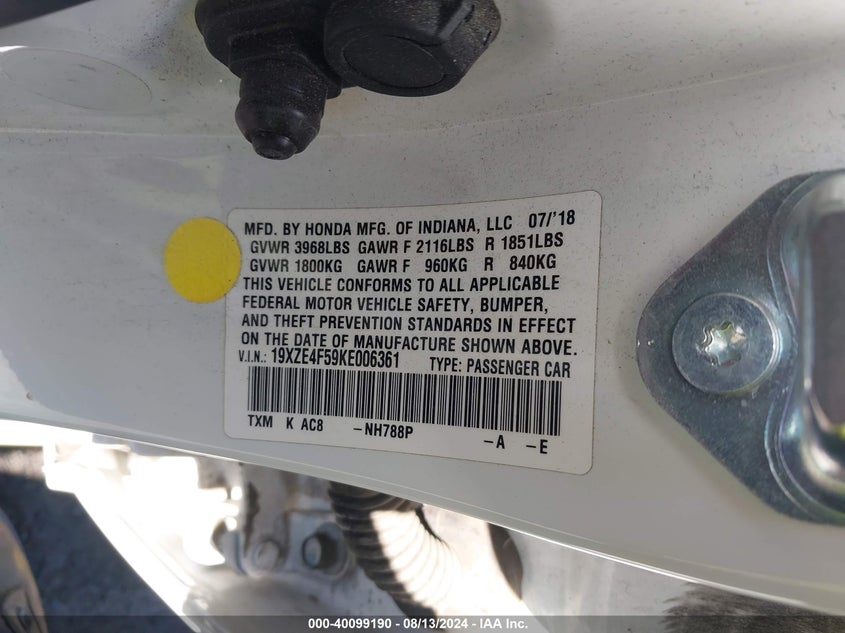 MFD. BY HONDA MFG. OF INDIANA, LLC 07/'18
GVWR 3968LBS GAWR F 2116LBS R 1851LBS
GVWR 1800KG GAWR F 960KG R 840KG
THIS VEHICLE CONFORMS TO ALL APPLICABLE
FEDERAL MOTOR VEHICLE SAFETY, BUMPER,
AND THEFT PREVENTION STANDARDS IN EFFECT
ON THE DATE OF MANUFACTURE SHOWN ABOVE.
V.I.N.: 19XZE4F59KE006361 TYPE: PASSENGER CAR
TXM K AC8 -NH788P -A -E
000-40099190 - 08/13/2024 - IAA Inc.